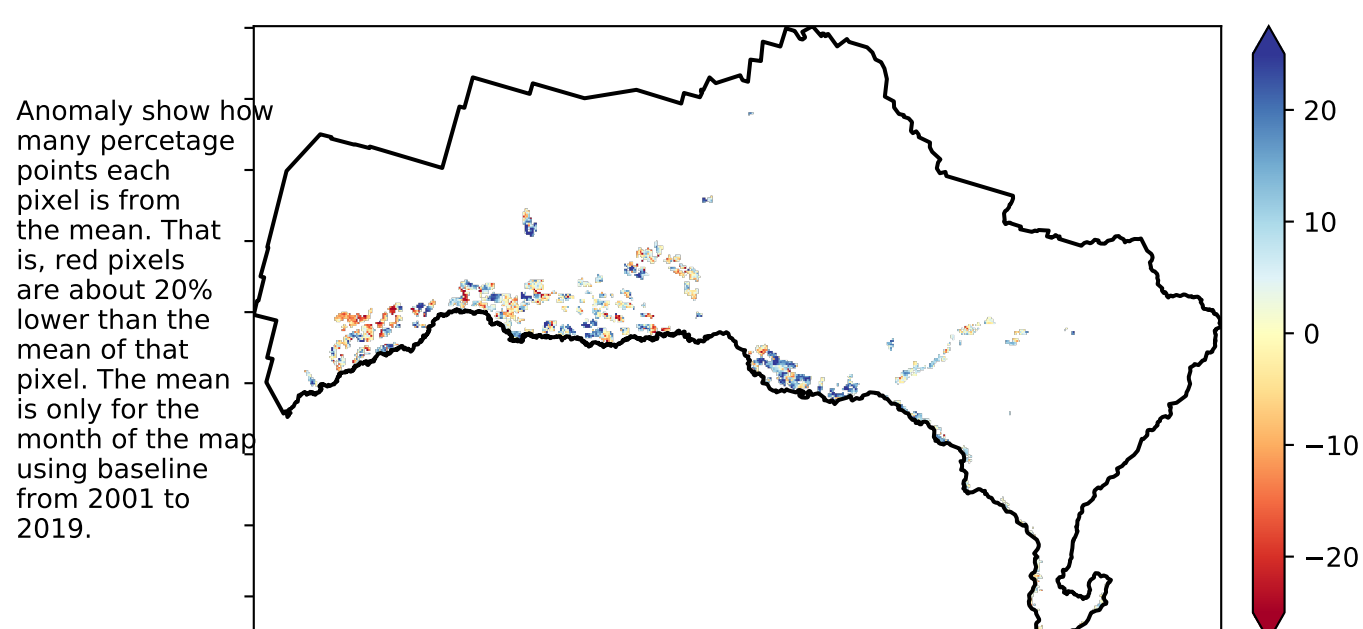 Anomaly show how
many percetage
points each
pixel is from
the mean. That
is, red pixels
are about 20%
lower than the
mean of that
pixel. The mean
is only for the
month of the map
using baseline
from 2001 to
2019.
20
10
0
−10
−20